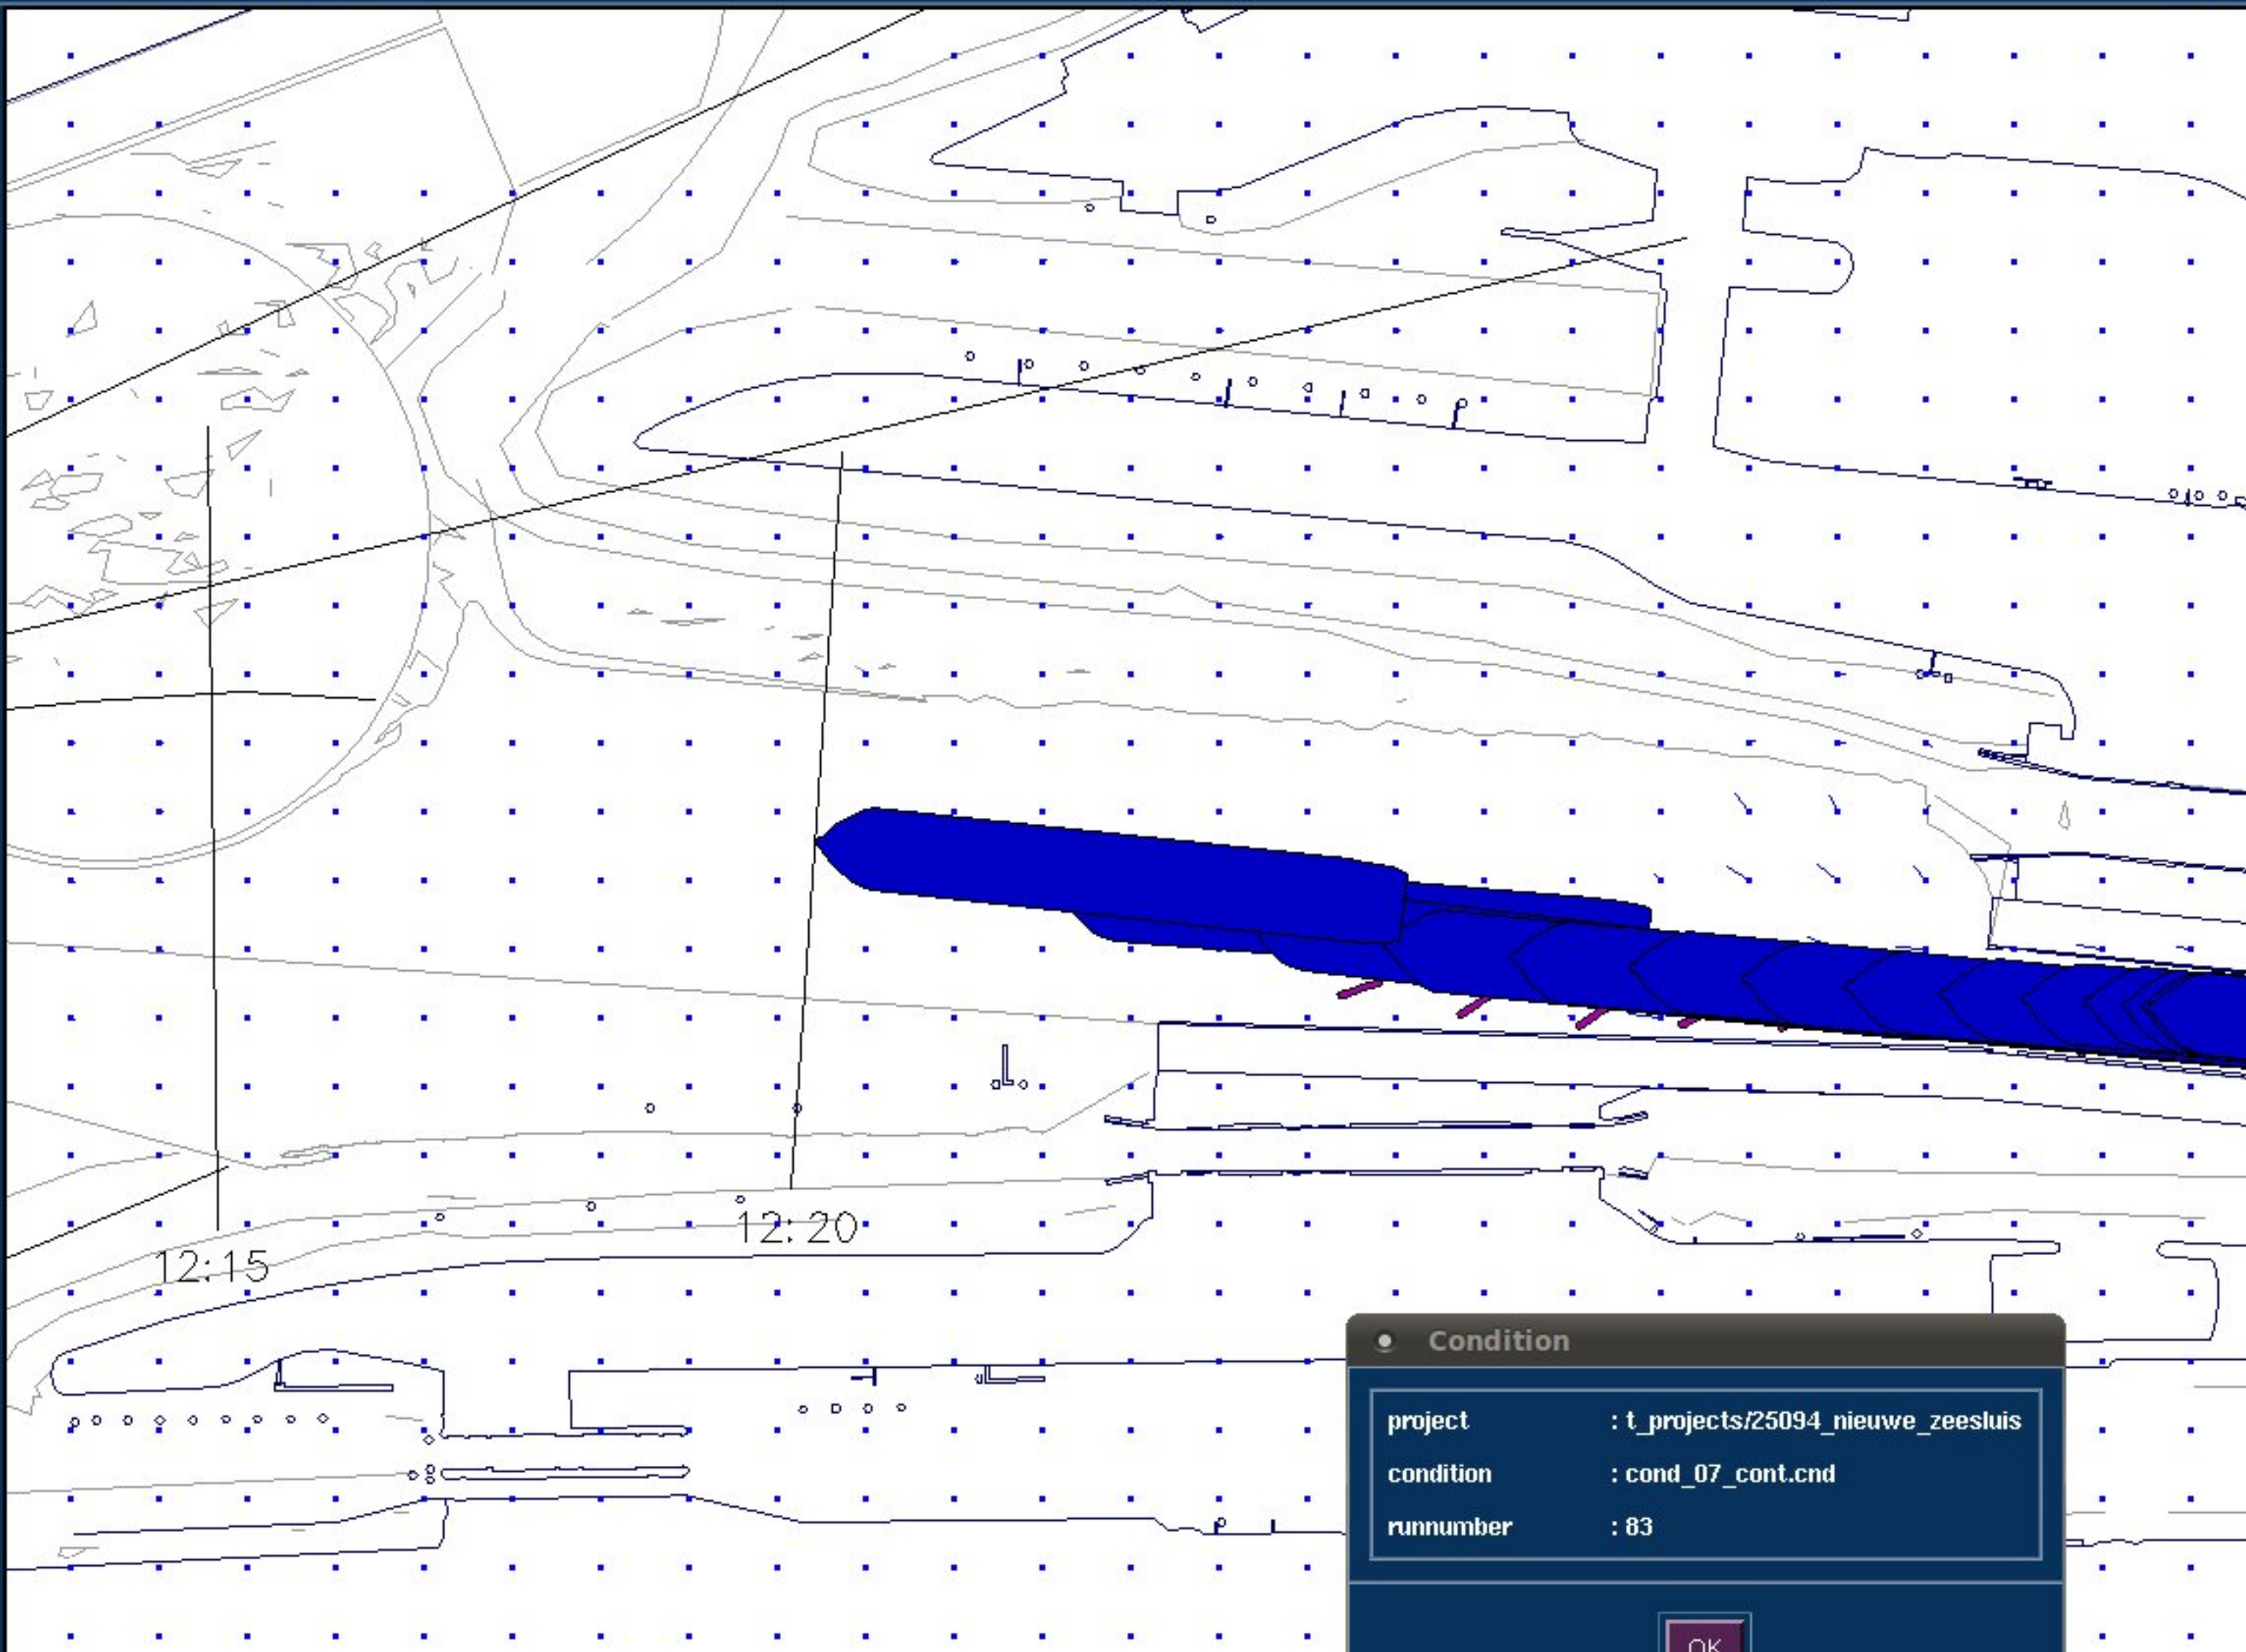 12:20
12:15
Condition
project : t_projects/25094_nieuwe_zeesluis
condition : cond_07_cont.cnd
runnumber : 83
OK